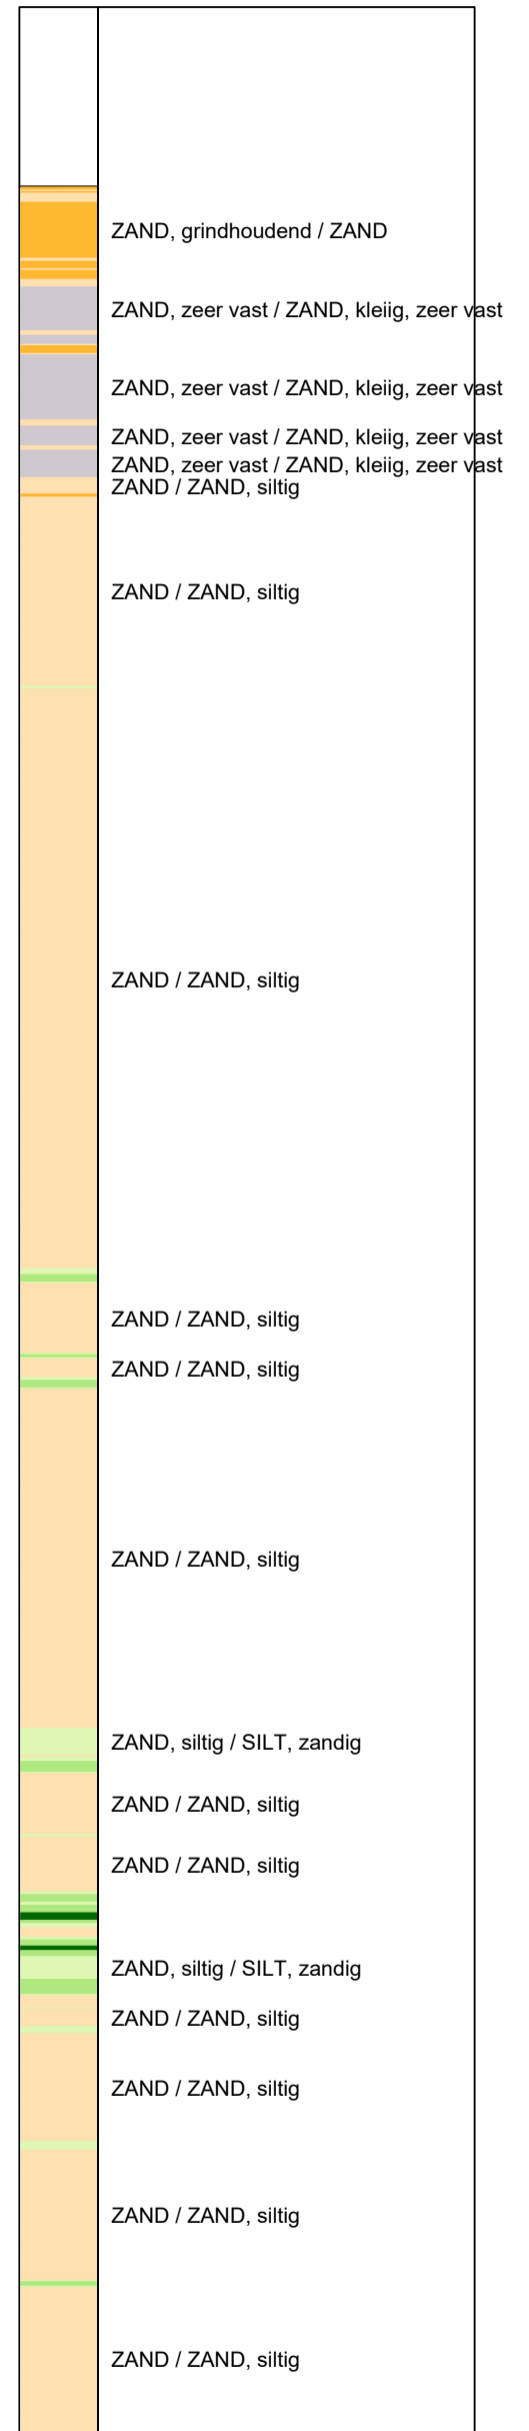 ZAND, grindhoudend / ZAND
ZAND, zeer vast / ZAND, kleiig, zeer vast
ZAND, zeer vast / ZAND, kleiig, zeer vast
ZAND, zeer vast / ZAND, kleiig, zeer vast
ZAND, zeer vast / ZAND, kleiig, zeer vast
ZAND / ZAND, siltig
ZAND / ZAND, siltig
ZAND / ZAND, siltig
ZAND / ZAND, siltig
ZAND / ZAND, siltig
ZAND / ZAND, siltig
ZAND, siltig / SILT, zandig
ZAND / ZAND, siltig
ZAND / ZAND, siltig
ZAND, siltig / SILT, zandig
ZAND / ZAND, siltig
ZAND / ZAND, siltig
ZAND / ZAND, siltig
ZAND / ZAND, siltig